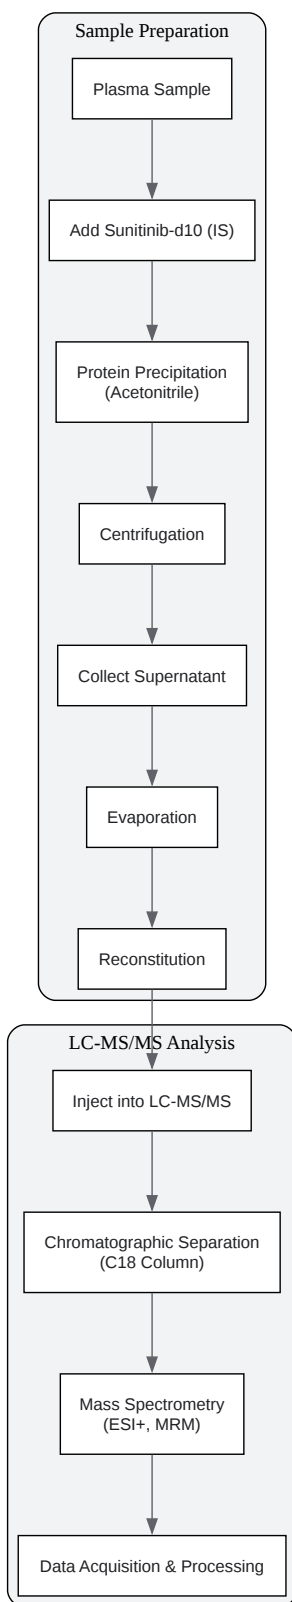 Sample Preparation
Plasma Sample
Add Sunitinib-d10 (IS)
Protein Precipitation
(Acetonitrile)
Centrifugation
Collect Supernatant
Evaporation
Reconstitution
LC-MS/MS Analysis
Inject into LC-MS/MS
Chromatographic Separation
(C18 Column)
Mass Spectrometry
(ESI+, MRM)
Data Acquisition & Processing